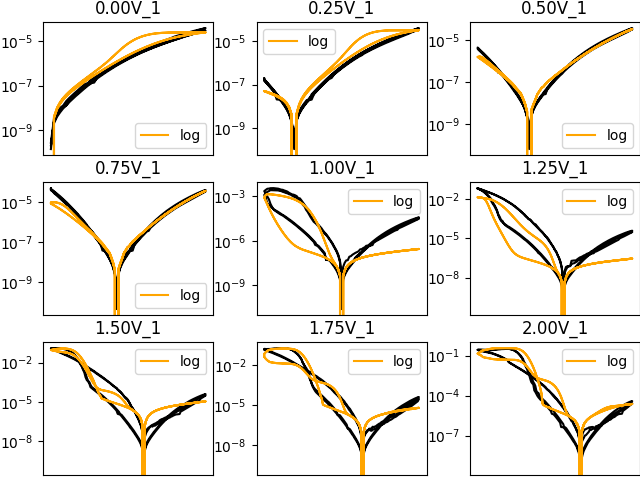 0.00V_1
0.25V_1
0.50V_1
10⁻⁵
10⁻⁷
10⁻⁹
log
10⁻⁵
10⁻⁷
10⁻⁹
log
10⁻⁵
10⁻⁷
10⁻⁹
log
0.75V_1
1.00V_1
1.25V_1
10⁻⁵
10⁻⁷
10⁻⁹
log
10⁻³
10⁻⁶
10⁻⁹
log
10⁻²
10⁻⁵
10⁻⁸
log
1.50V_1
1.75V_1
2.00V_1
10⁻²
10⁻⁵
10⁻⁸
log
10⁻²
10⁻⁵
10⁻⁸
log
10⁻¹
10⁻⁴
10⁻⁷
log